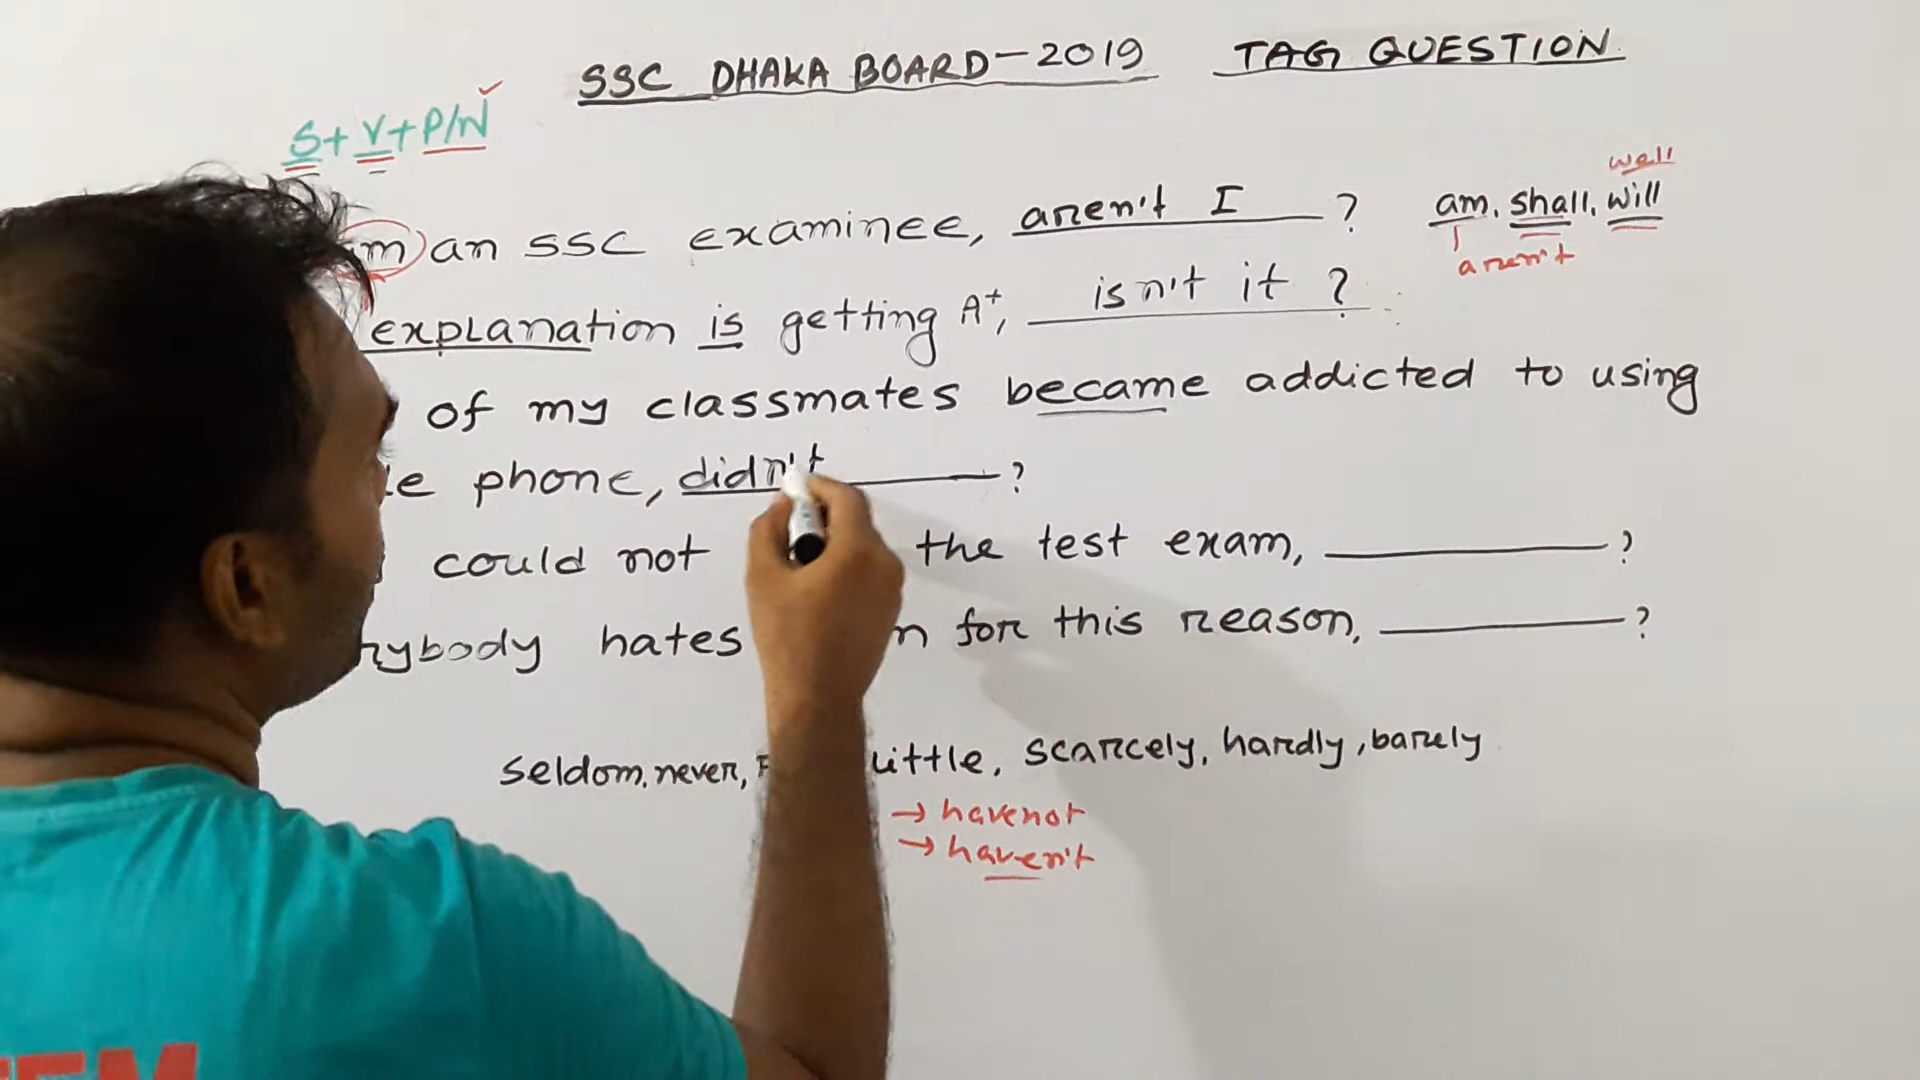 SSC DHAKA BOARD-2019 TAG QUESTION
S+V+P/N
an SSC examinee, aren't I ?
am. shall. will
well
aren't
explanation is getting A+, isn't it ?
of my classmates became addicted to using
phone, didn't ?
could not the test exam, ?
hates for this reason, ?
seldom. never, little, scarcely, hardly, barely
→ have not
→ haven't